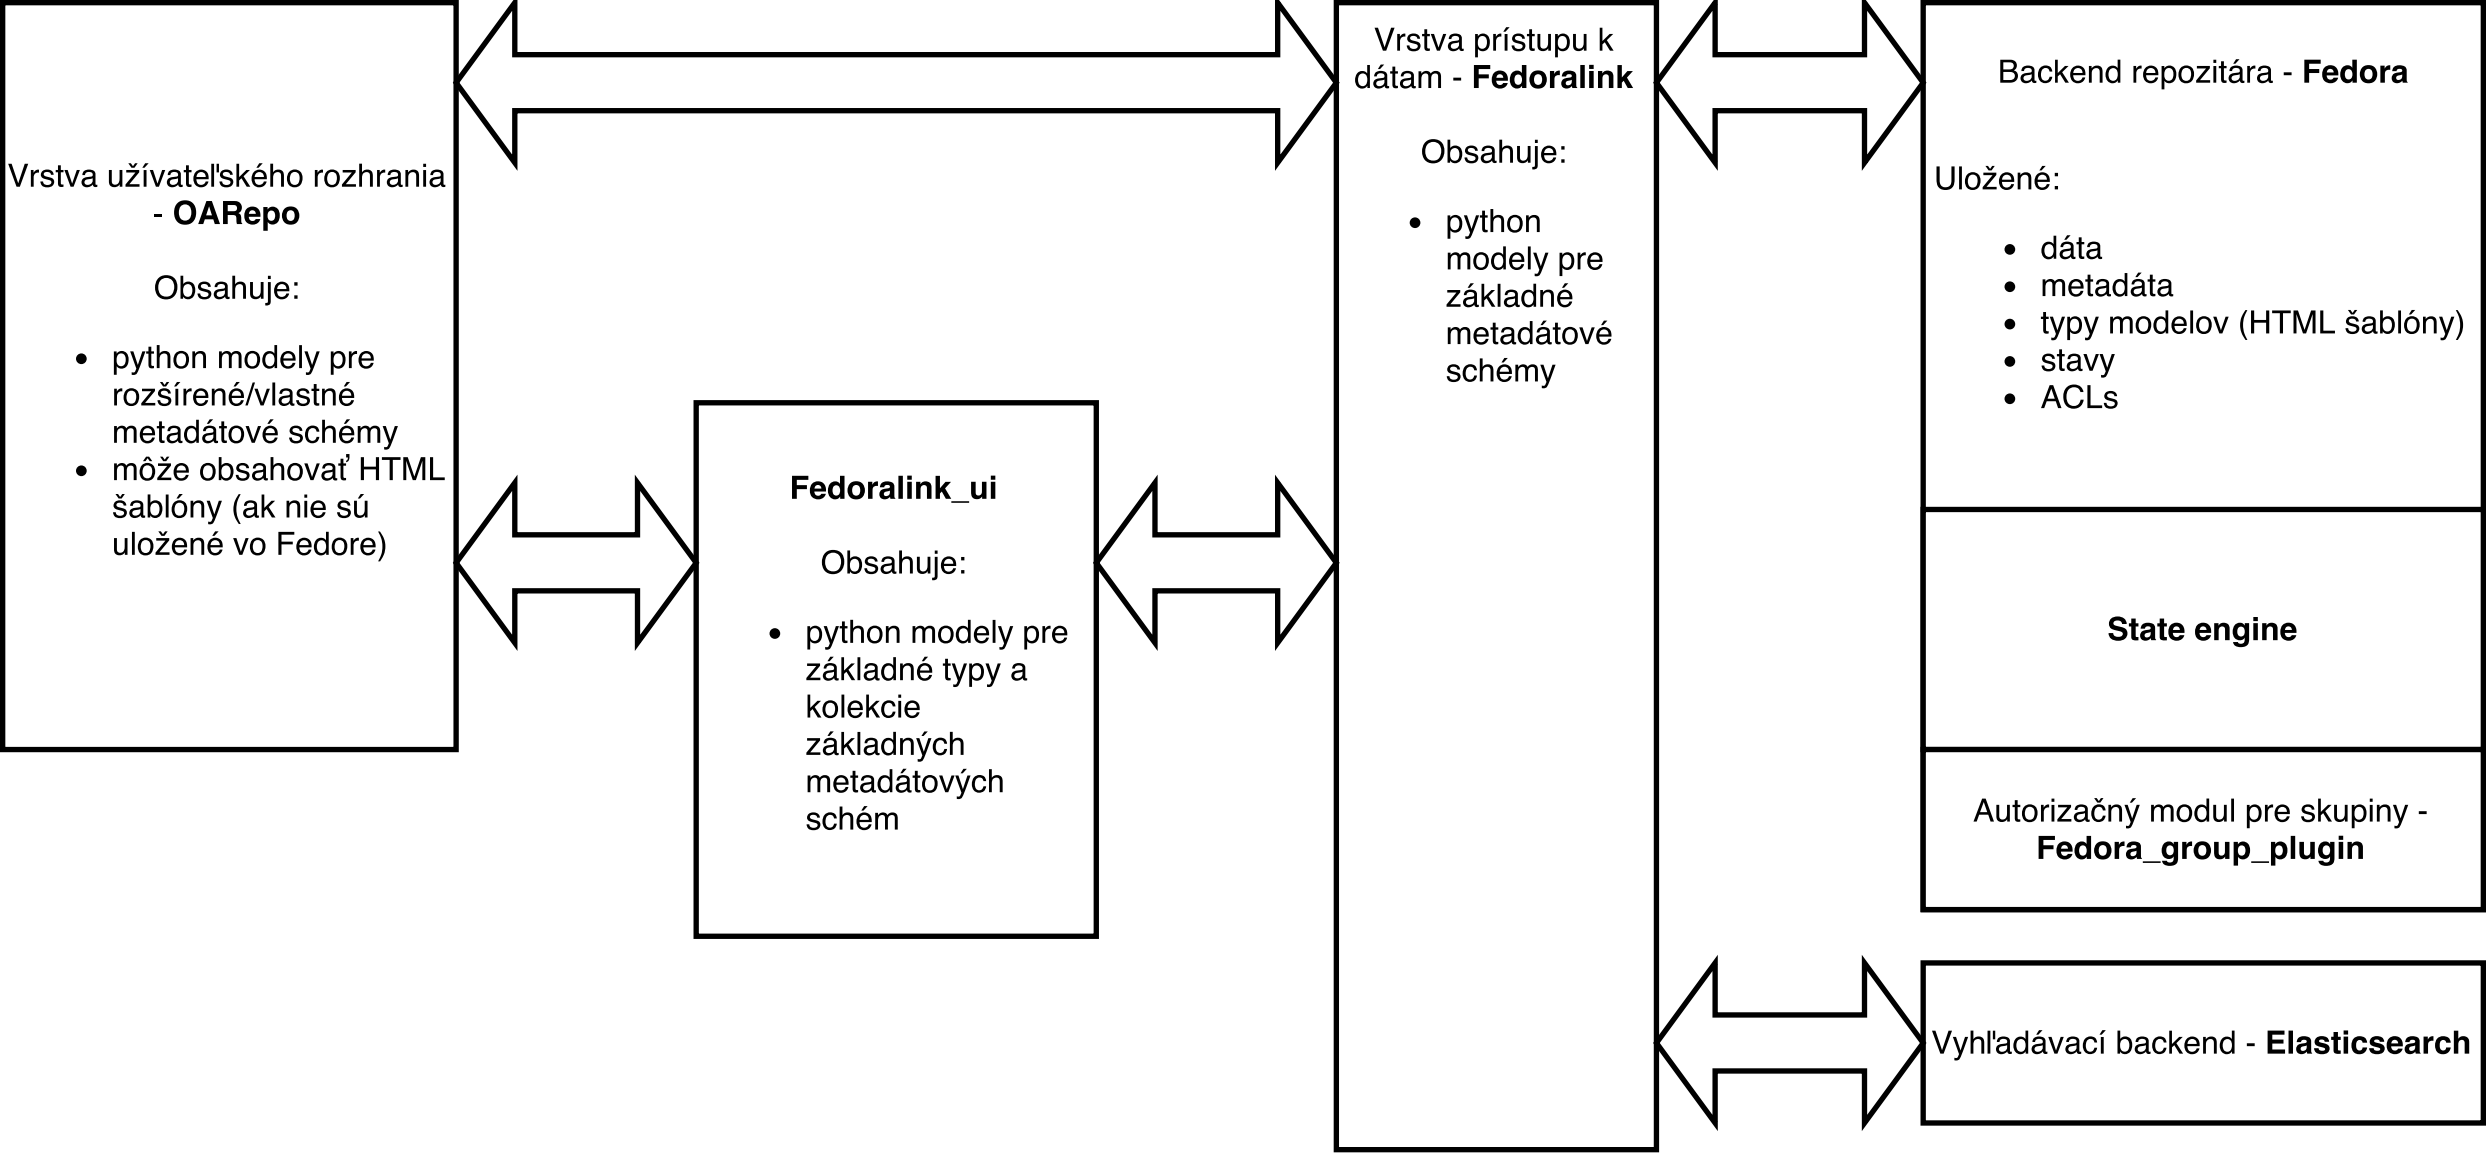 Vrstva užívateľského rozhrania
- OARepo
Obsahuje:
• python modely pre
rozšírené/vlastné
metadátové schémy
• môže obsahovať HTML
šablóny (ak nie sú
uložené vo Fedore)
Fedoralink_ui
Obsahuje:
• python modely pre
základné typy a
kolekcie
základných
metadátových
schém
Vrstva prístupu k
dátam - Fedoralink
Obsahuje:
• python
modely pre
základné
metadátové
schémy
Backend repozitára - Fedora
Uložené:
• dáta
• metadáta
• typy modelov (HTML šablóny)
• stavy
• ACLs
State engine
Autorizačný modul pre skupiny -
Fedora_group_plugin
Vyhľadávací backend - Elasticsearch